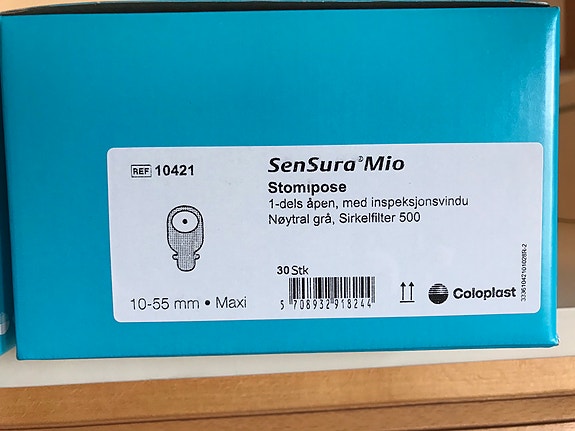 REF 10421
SenSura® Mio
Stomipose
1-dels åpen, med inspeksjonsvindu
Nøytral grå, Sirkelfilter 500
30 Stk
5 708932 918244
10-55 mm • Maxi
Coloplast